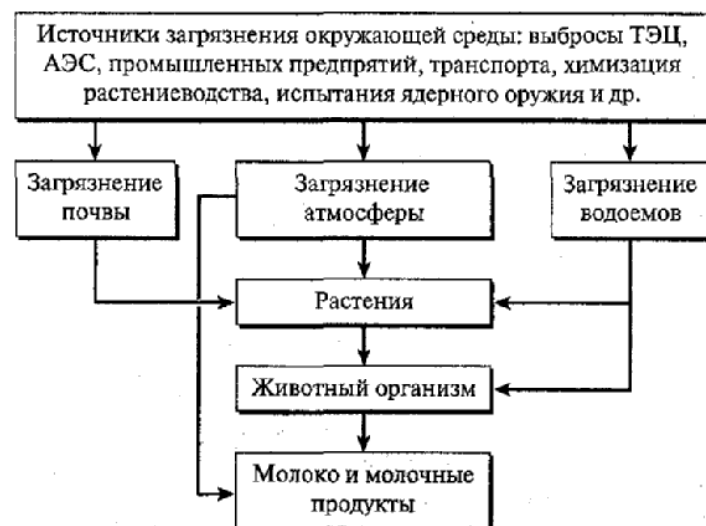 Источники загрязнения окружающей среды: выбросы ТЭЦ,
АЭС, промышленных предпрятий, транспорта, химизация
растениеводства, испытания ядерного оружия и др.
Загрязнение
почвы
Загрязнение
атмосферы
Загрязнение
водоемов
Растения
Животный организм
Молоко и молочные
продукты